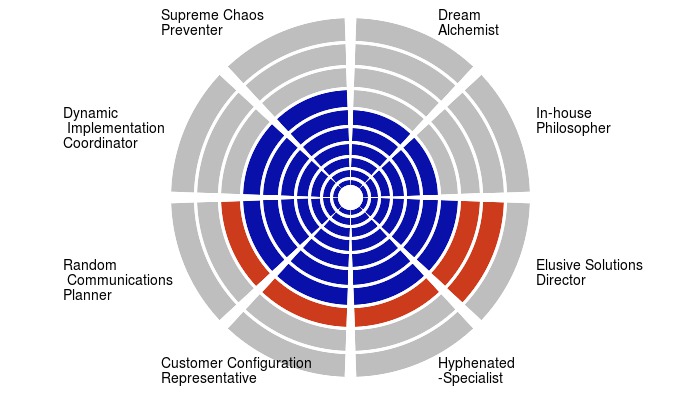 Supreme Chaos
Preventer
Dream
Alchemist
Dynamic
Implementation
Coordinator
In-house
Philosopher
Random
Communications
Planner
Elusive Solutions
Director
Customer Configuration
Representative
Hyphenated
-Specialist